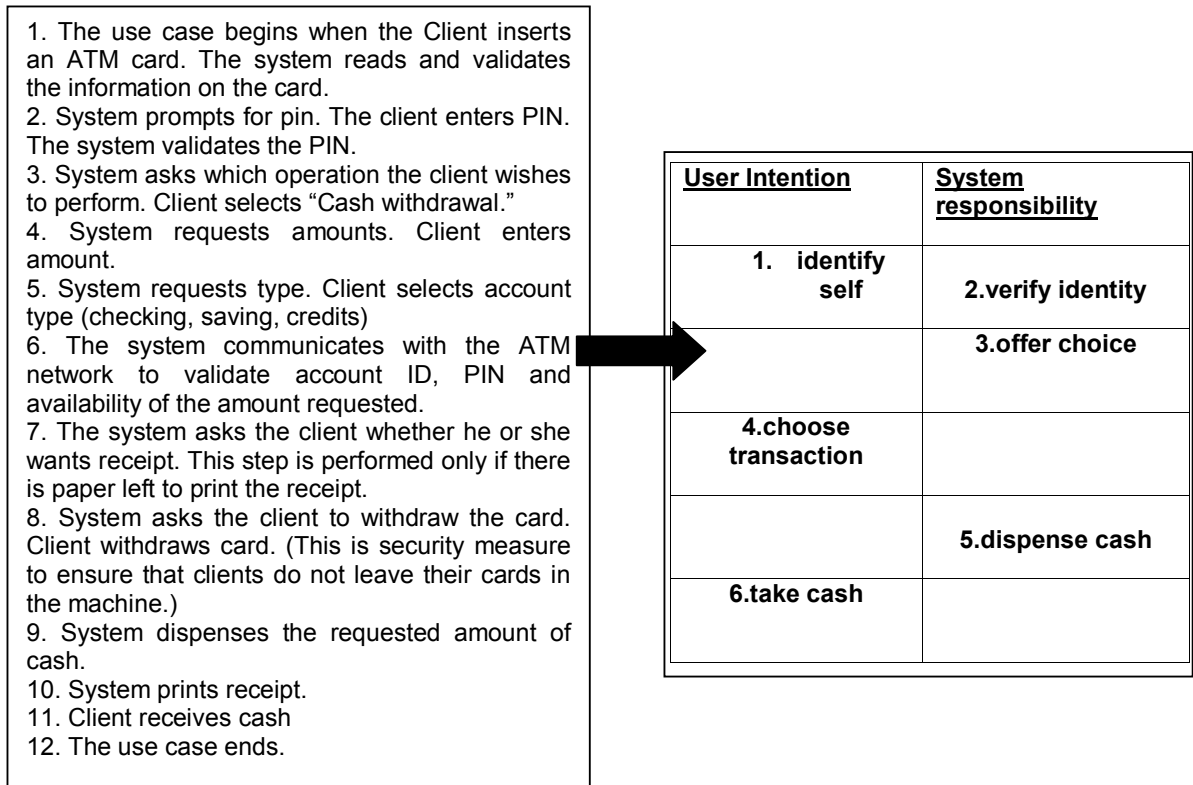 1. The use case begins when the Client inserts
an ATM card. The system reads and validates
the information on the card.
2. System prompts for pin. The client enters PIN.
The system validates the PIN.
3. System asks which operation the client wishes
to perform. Client selects “Cash withdrawal.”
4. System requests amounts. Client enters
amount.
5. System requests type. Client selects account
type (checking, saving, credits)
6. The system communicates with the ATM
network to validate account ID, PIN and
availability of the amount requested.
7. The system asks the client whether he or she
wants receipt. This step is performed only if there
is paper left to print the receipt.
8. System asks the client to withdraw the card.
Client withdraws card. (This is security measure
to ensure that clients do not leave their cards in
the machine.)
9. System dispenses the requested amount of
cash.
10. System prints receipt.
11. Client receives cash
12. The use case ends.
User Intention
System
responsibility
1. identify
self
2.verify identity
3.offer choice
4.choose
transaction
5.dispense cash
6.take cash